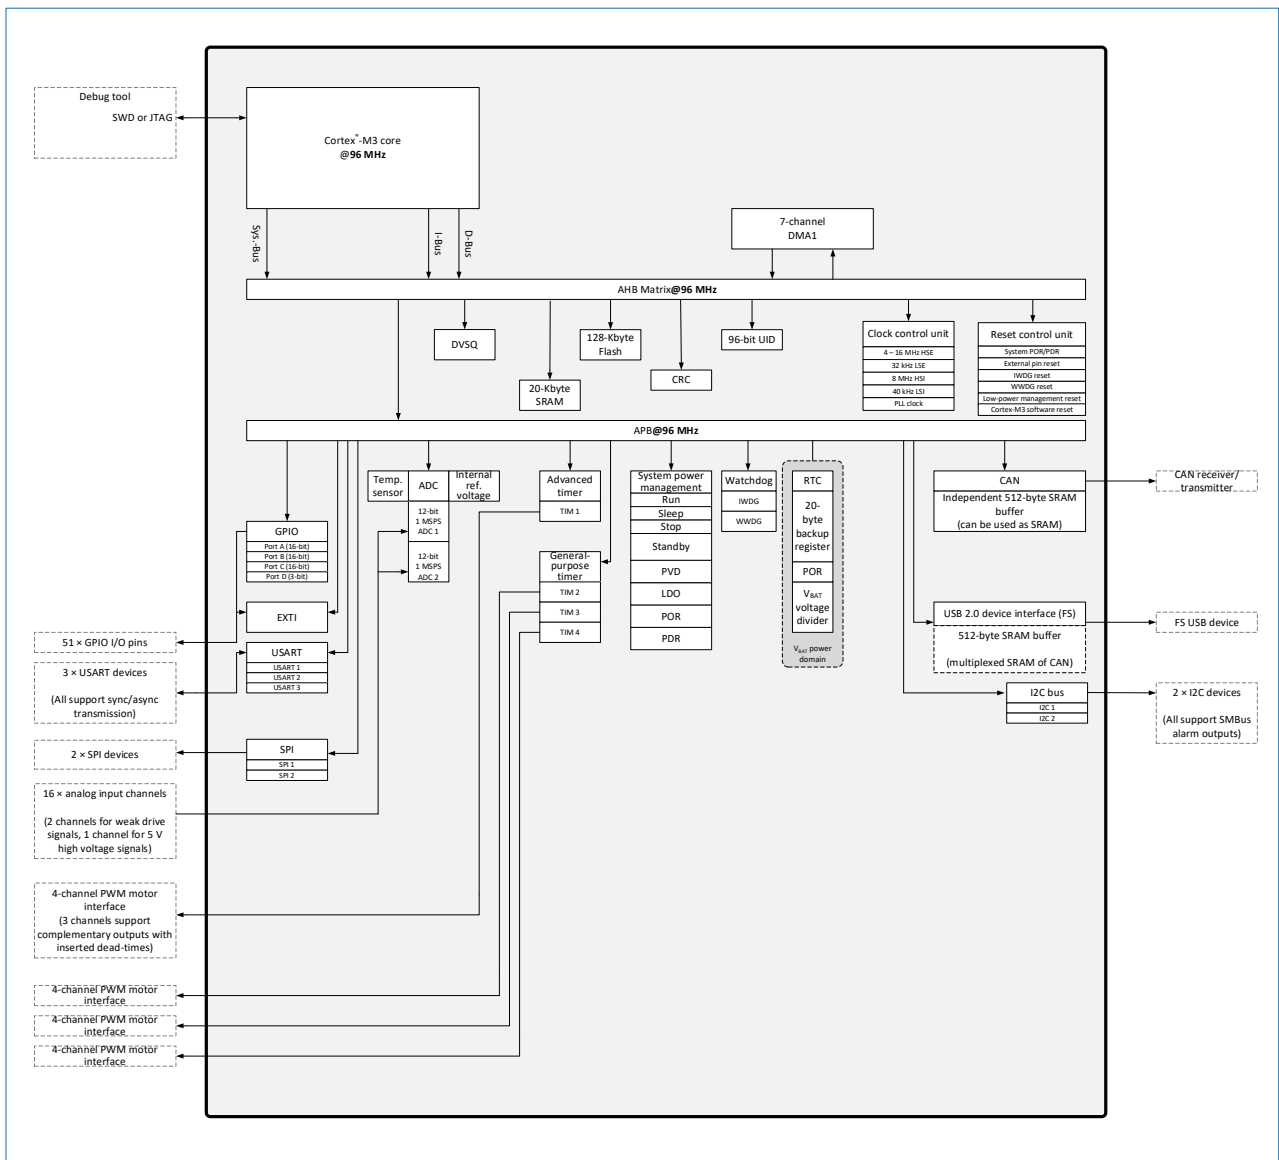 Debug tool
SWD or JTAG
Cortex®-M3 core
@96 MHz
Sys.-Bus
I-Bus
D-Bus
7-channel
DMA1
AHB Matrix@96 MHz
DVSQ
20-Kbyte
SRAM
128-Kbyte
Flash
CRC
96-bit UID
Clock control unit
4 – 16 MHz HSE
32 kHz LSE
8 MHz HSI
40 kHz LSI
PLL clock
Reset control unit
System POR/PDR
External pin reset
IWDG reset
WWDG reset
Low-power management reset
Cortex-M3 software reset
APB@96 MHz
GPIO
Port A (16-bit)
Port B (16-bit)
Port C (16-bit)
Port D (3-bit)
EXTI
USART
USART 1
USART 2
USART 3
SPI
SPI 1
SPI 2
Temp.
sensor
ADC
Internal
ref.
voltage
12-bit
1 MSPS
ADC 1
12-bit
1 MSPS
ADC 2
Advanced
timer
TIM 1
General-
purpose
timer
TIM 2
TIM 3
TIM 4
System power
management
Run
Sleep
Stop
Standby
PVD
LDO
POR
PDR
Watchdog
IWDG
WWDG
RTC
20-
byte
backup
register
POR
VBAT
voltage
divider
VBAT power
domain
CAN
Independent 512-byte SRAM
buffer
(can be used as SRAM)
USB 2.0 device interface (FS)
512-byte SRAM buffer
(multiplexed SRAM of CAN)
I2C bus
I2C 1
I2C 2
CAN receiver/
transmitter
FS USB device
2 × I2C devices
(All support SMBus
alarm outputs)
51 × GPIO I/O pins
3 × USART devices
(All support sync/async
transmission)
2 × SPI devices
16 × analog input channels
(2 channels for weak drive
signals, 1 channel for 5 V
high voltage signals)
4-channel PWM motor
interface
(3 channels support
complementary outputs with
inserted dead-times)
4-channel PWM motor
interface
4-channel PWM motor
interface
4-channel PWM motor
interface